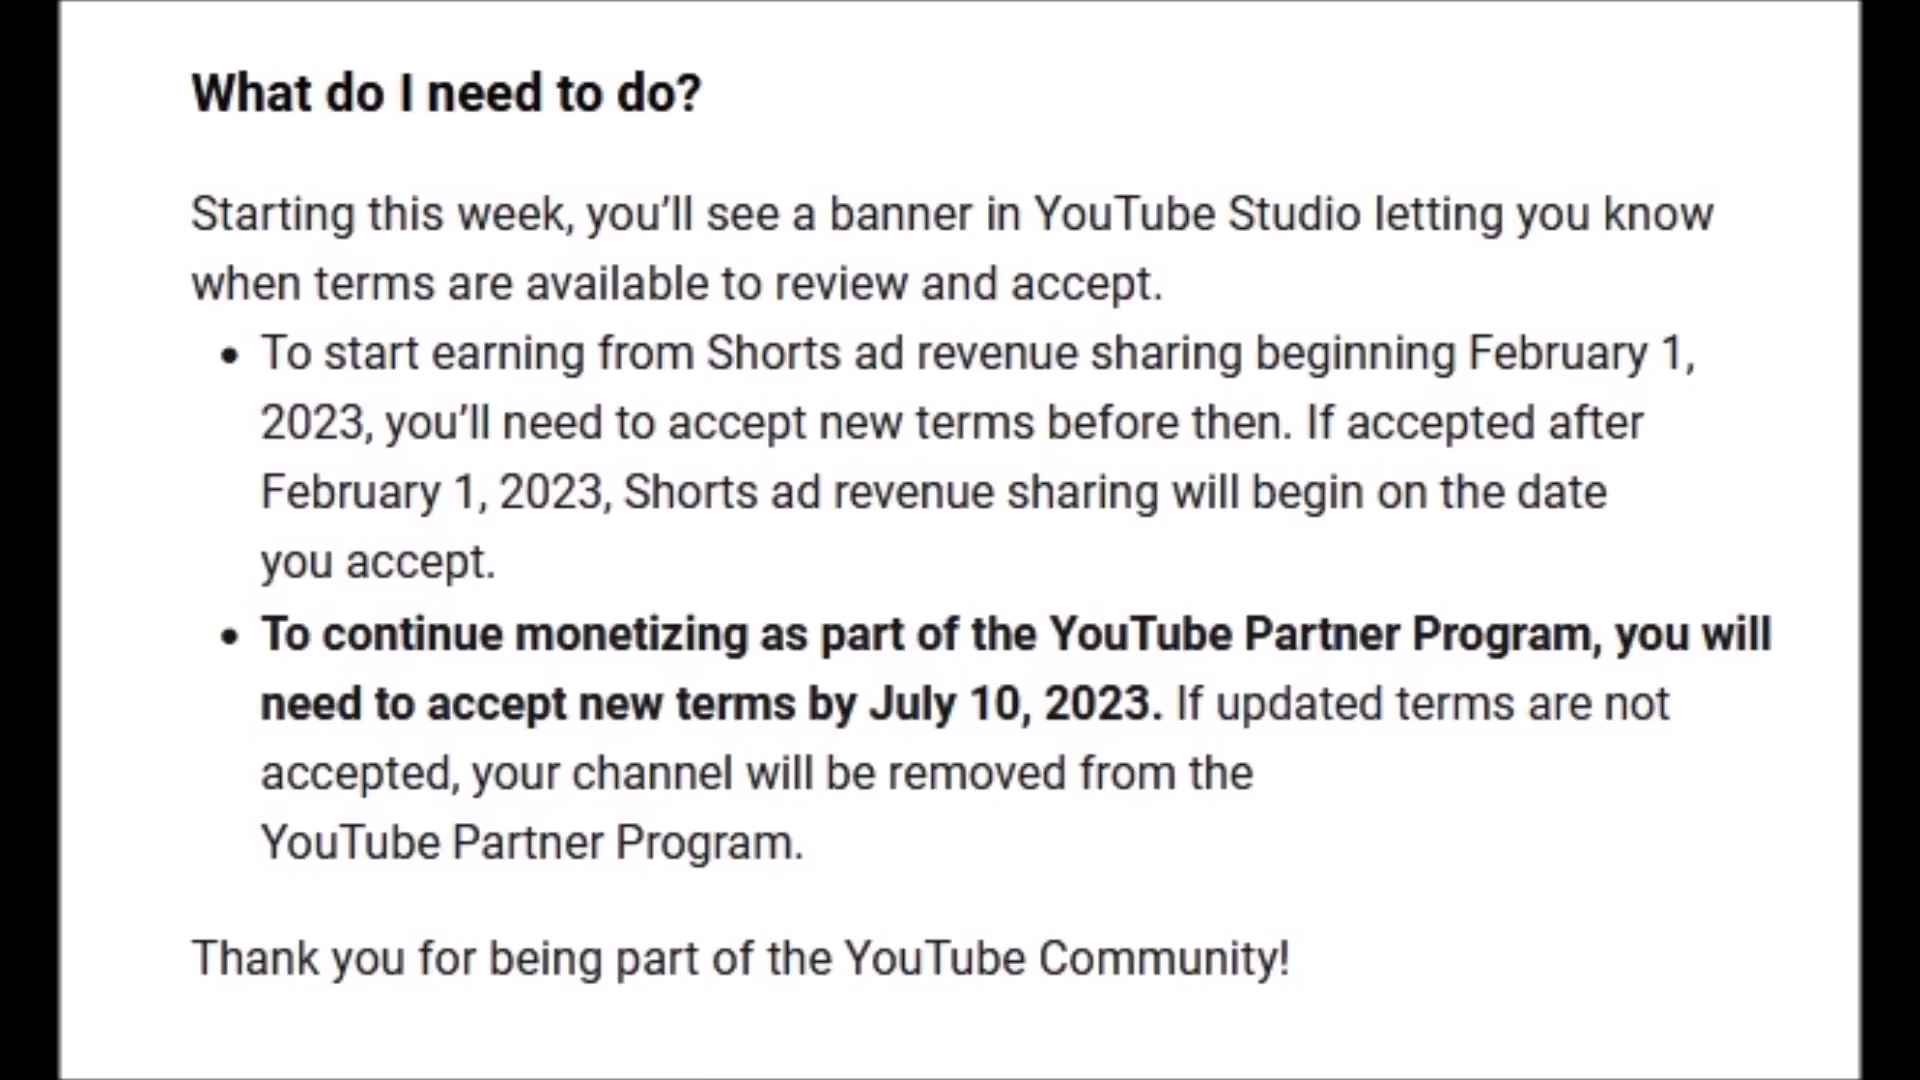 What do I need to do?
Starting this week, you’ll see a banner in YouTube Studio letting you know
when terms are available to review and accept.
• To start earning from Shorts ad revenue sharing beginning February 1,
2023, you’ll need to accept new terms before then. If accepted after
February 1, 2023, Shorts ad revenue sharing will begin on the date
you accept.
• To continue monetizing as part of the YouTube Partner Program, you will
need to accept new terms by July 10, 2023. If updated terms are not
accepted, your channel will be removed from the
YouTube Partner Program.
Thank you for being part of the YouTube Community!